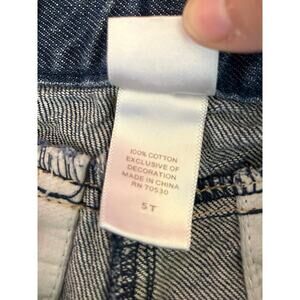 100% COTTON
EXCLUSIVE OF
DECORATION
MADE IN CHINA
RN 70530
5T